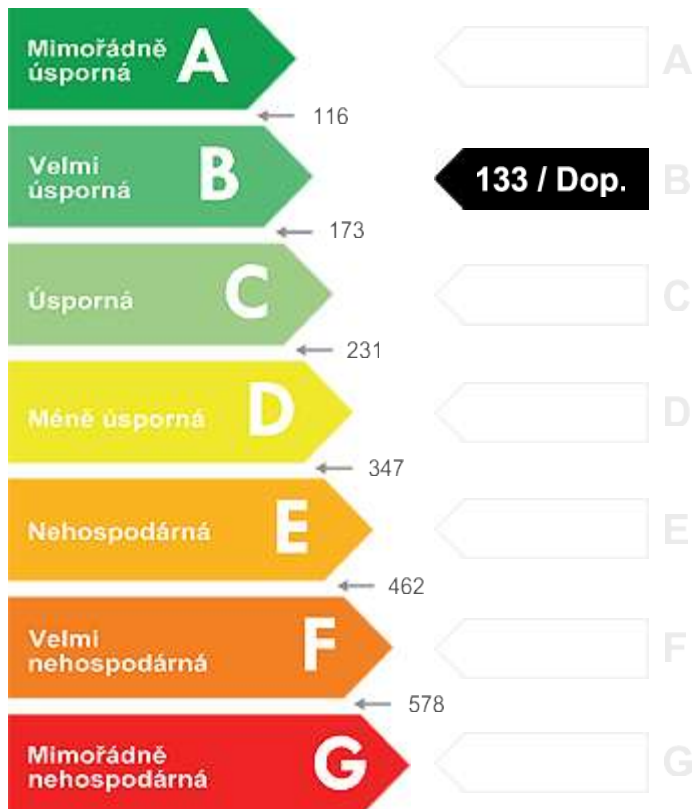 Mimořádně
úsporná
A
A
116
Velmi
úsporná
B
133 / Dop.
B
173
Úsporná
C
C
231
Méně úsporná
D
D
347
Nehospodárná
E
E
462
Velmi
nehospodárná
F
F
578
Mimořádně
nehospodárná
G
G